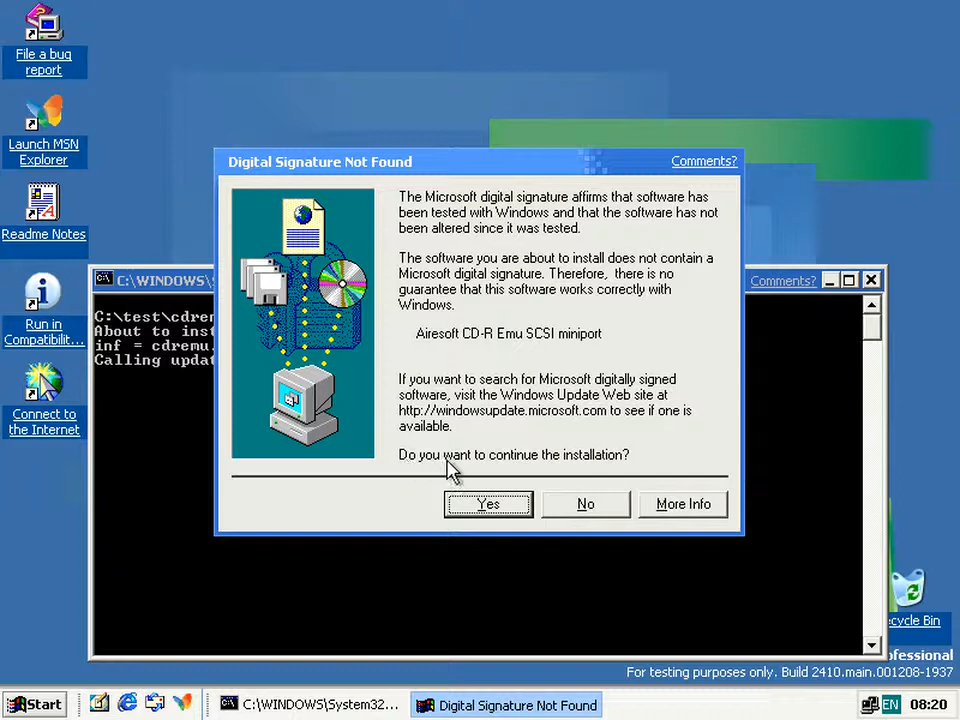 File a bug
report
Launch MSN
Explorer
Readme Notes
Run in
Compatibilit...
Connect to
the Internet
Digital Signature Not Found
Comments?
The Microsoft digital signature affirms that software has
been tested with Windows and that the software has not
been altered since it was tested.
The software you are about to install does not contain a
Microsoft digital signature. Therefore, there is no
guarantee that this software works correctly with
Windows.
Airesoft CD-R Emu SCSI miniport
If you want to search for Microsoft digitally signed
software, visit the Windows Update Web site at
http://windowsupdate.microsoft.com to see if one is
available.
Do you want to continue the installation?
Yes
No
More Info
C:\WINDOWS\
Comments?
C:\test\cdre
About to inst
inf = cdremu.
Calling updat
ecycle Bin
ofessional
For testing purposes only. Build 2410.main.001208-1937
Start
C:\WINDOWS\System32...
Digital Signature Not Found
EN
08:20